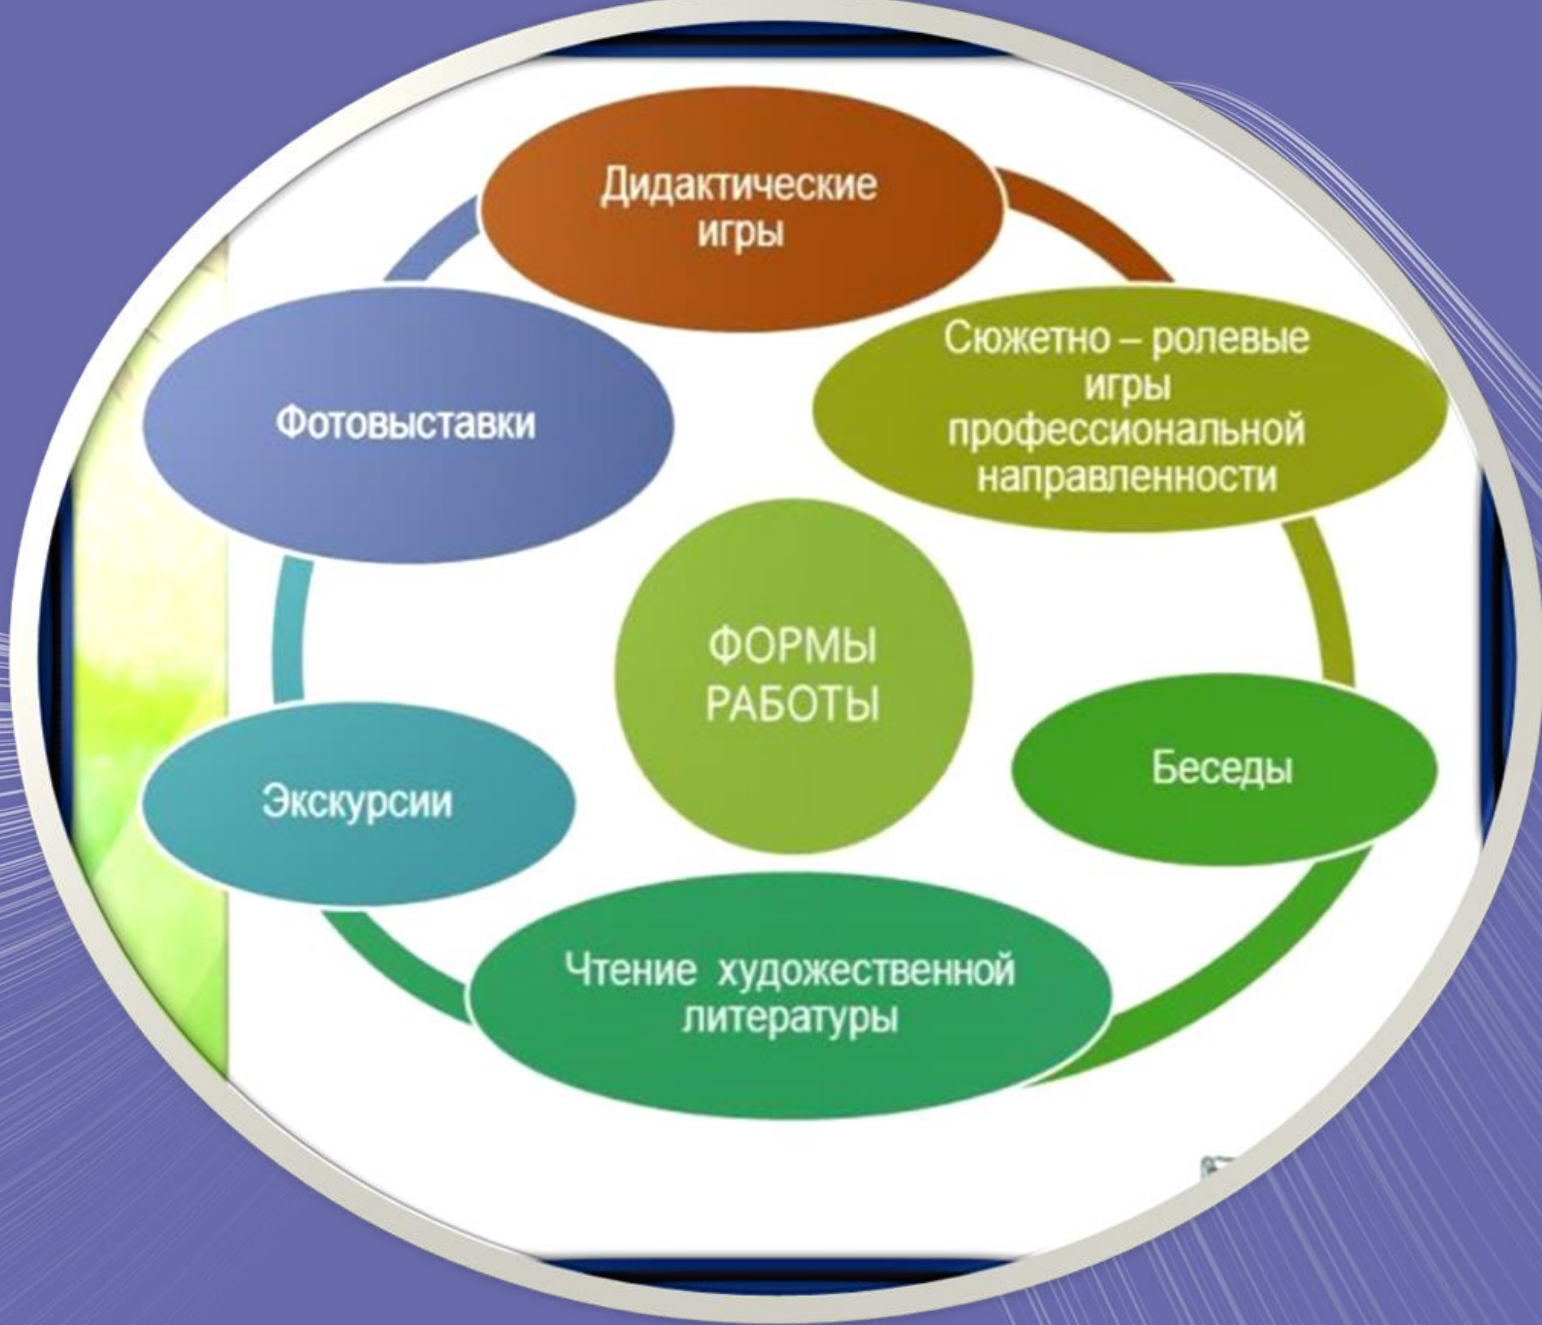 Дидактические
игры
Сюжетно – ролевые
игры
профессиональной
направленности
Фотовыставки
ФОРМЫ
РАБОТЫ
Беседы
Экскурсии
Чтение художественной
литературы